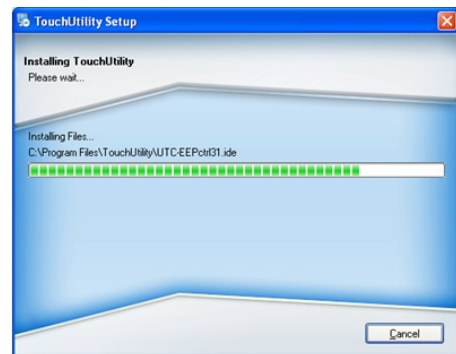 TouchUtility Setup
Installing TouchUtility
Please wait...
Installing Files...
C:\Program Files\TouchUtility\UTC-EEPctrl31.ide
Cancel